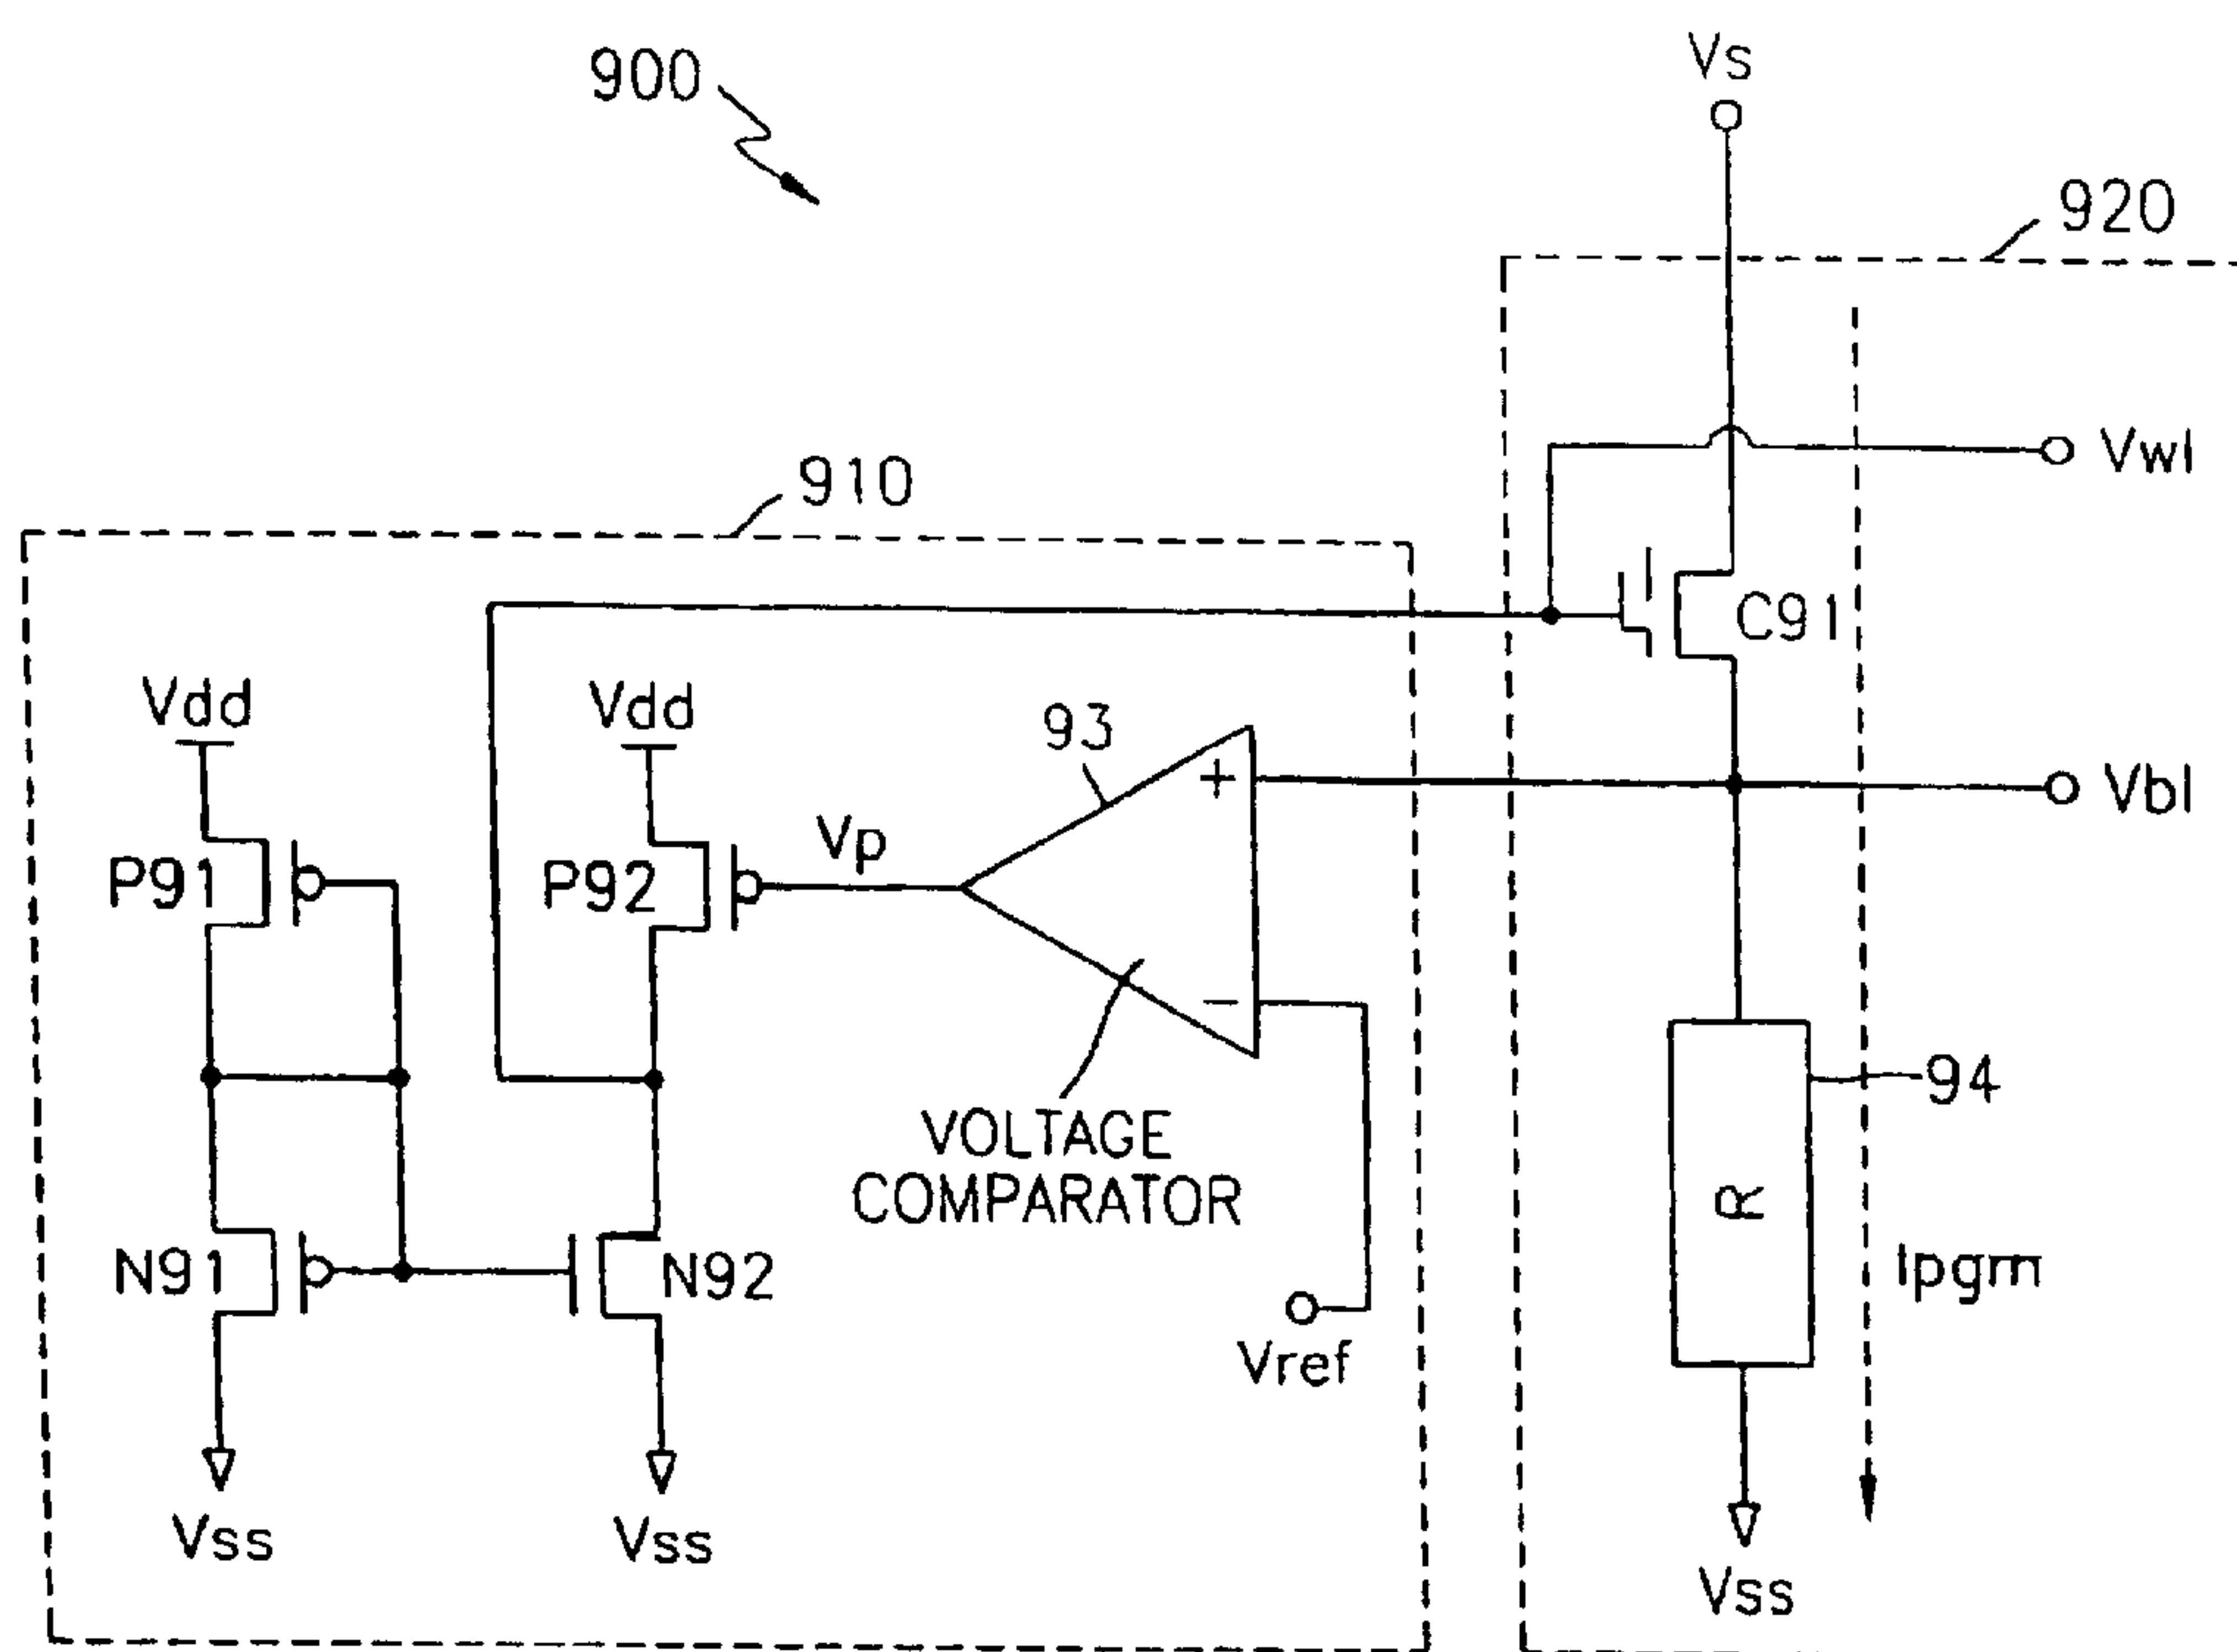 900
Vs
920
Vwl
910
C91
Vdd
Vdd
93
+
Vbl
Vp
P91
P92
−
94
VOLTAGE
COMPARATOR
R
N91
N92
Ipgm
Vref
Vss
Vss
Vss